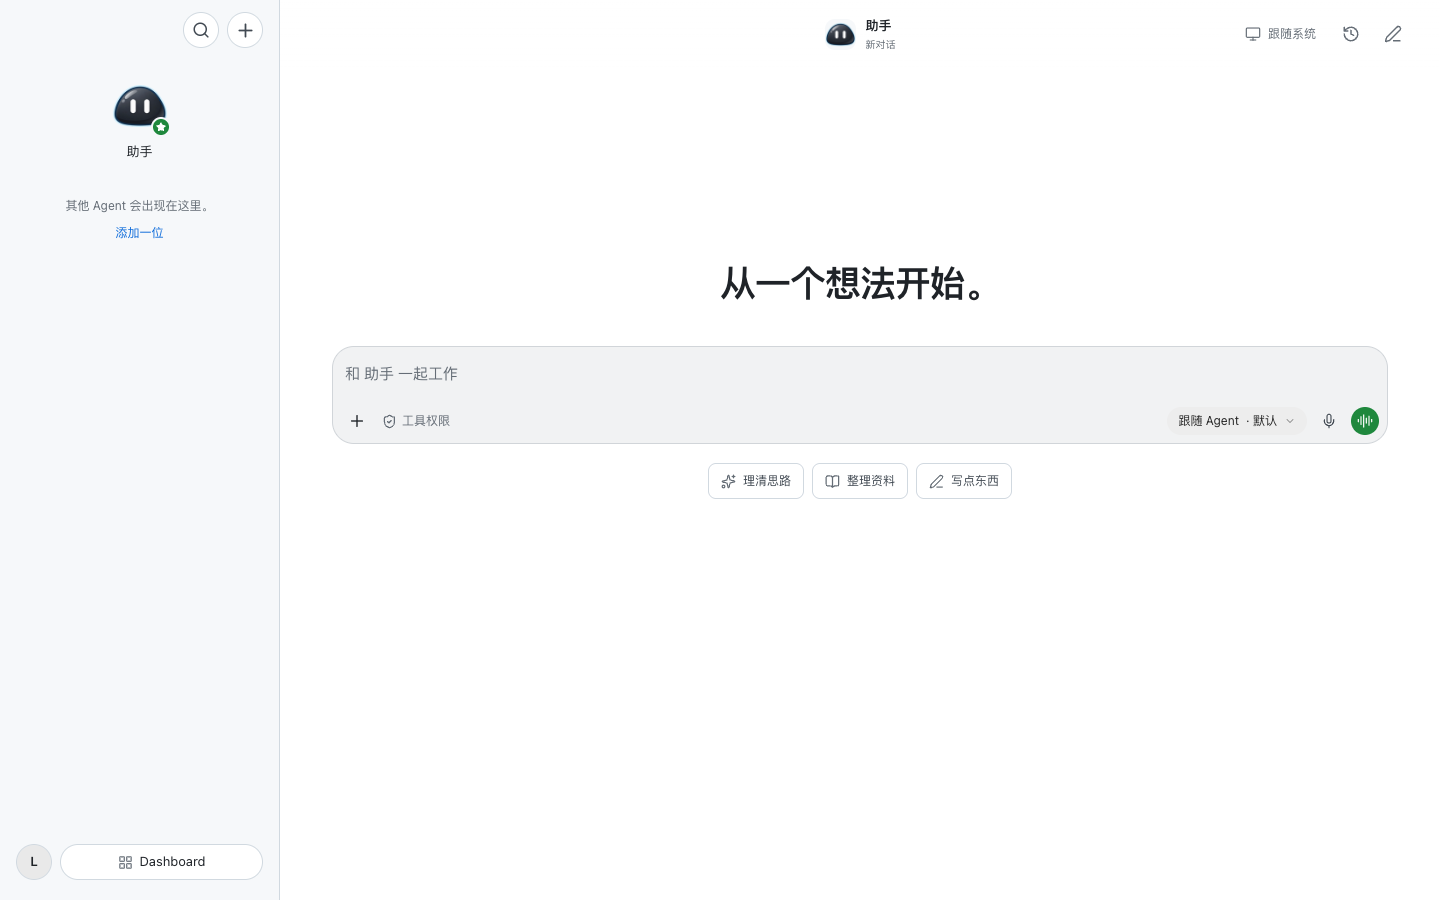 助手
其他 Agent 会出现在这里。
添加一位
L
Dashboard
助手
新对话
跟随系统
从一个想法开始。
和 助手 一起工作
工具权限
跟随 Agent · 默认
理清思路
整理资料
写点东西